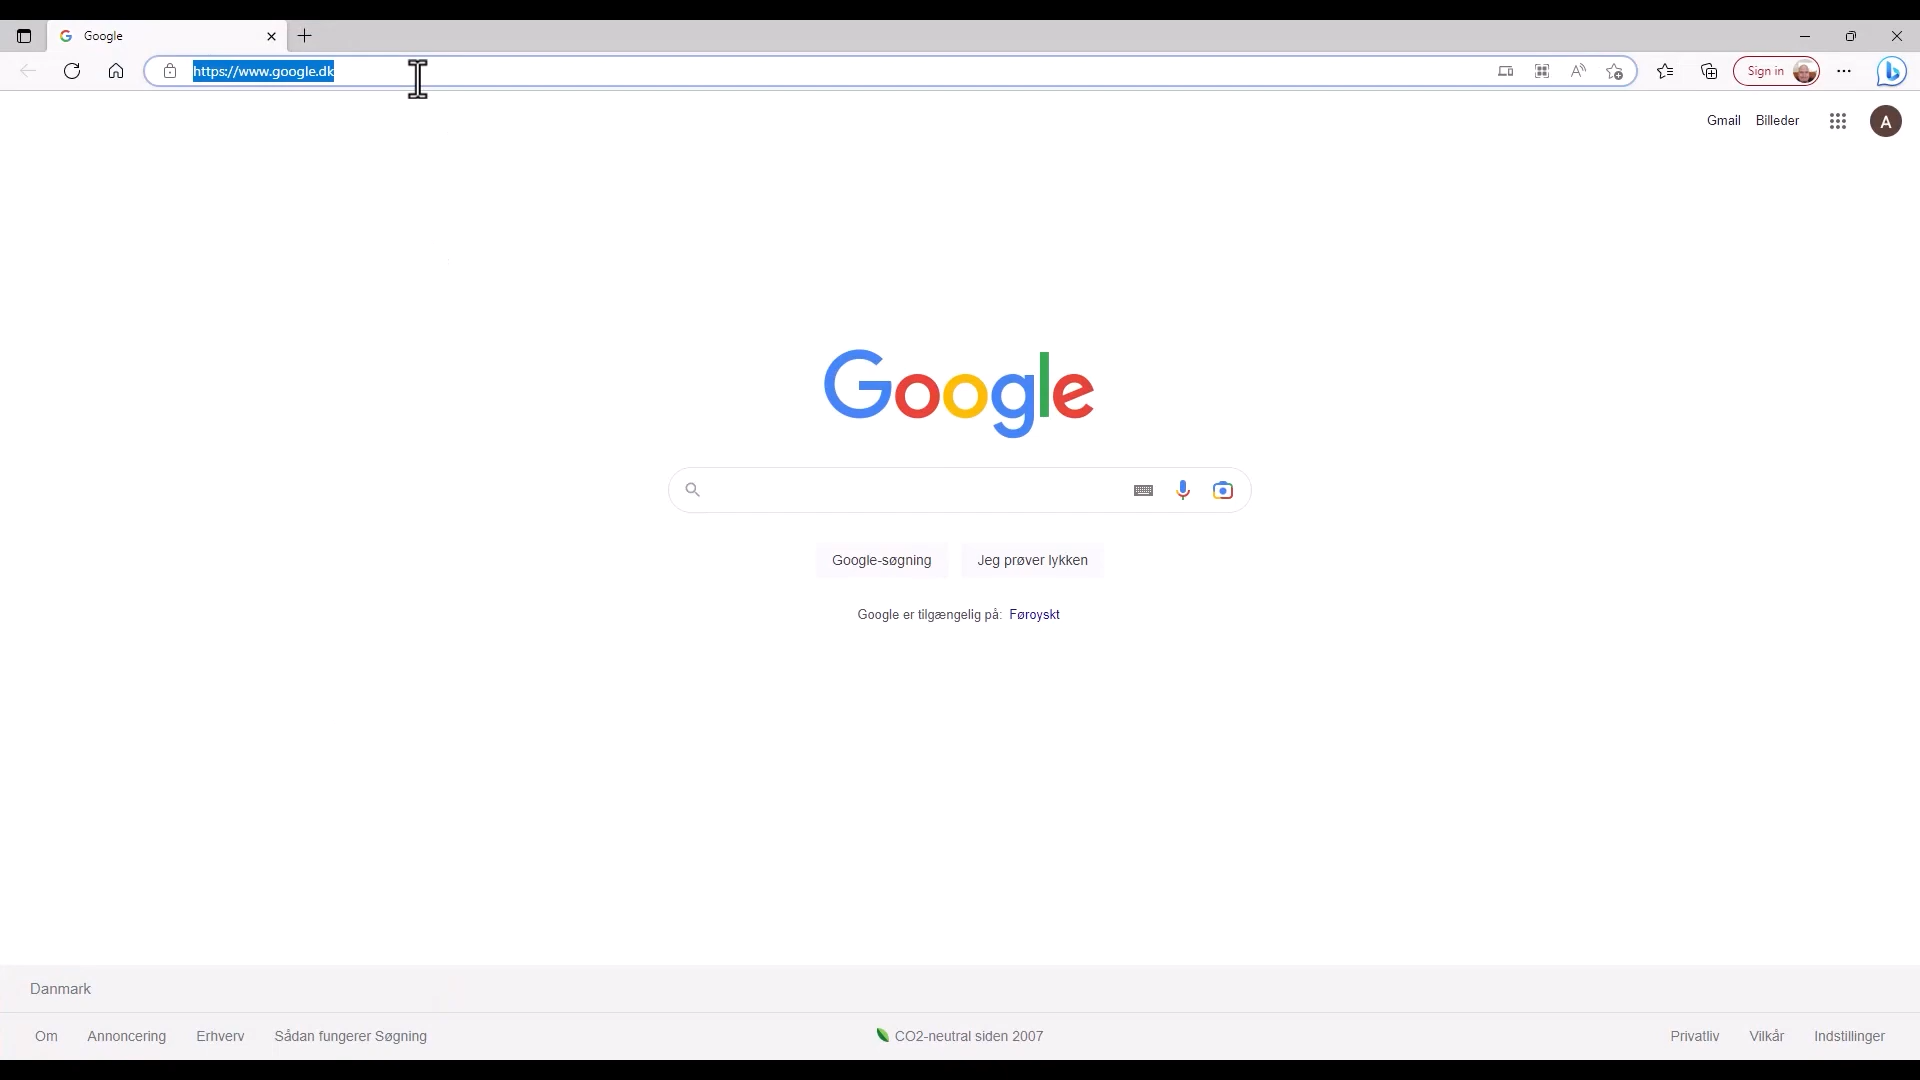 Google
https://www.google.dk
Sign in
Gmail Billeder
A
Google
Google-søgning Jeg prøver lykken
Google er tilgængelig på: Føroyskt
Danmark
Om Annoncering Erhverv Sådan fungerer Søgning CO2-neutral siden 2007 Privatliv Vilkår Indstillinger